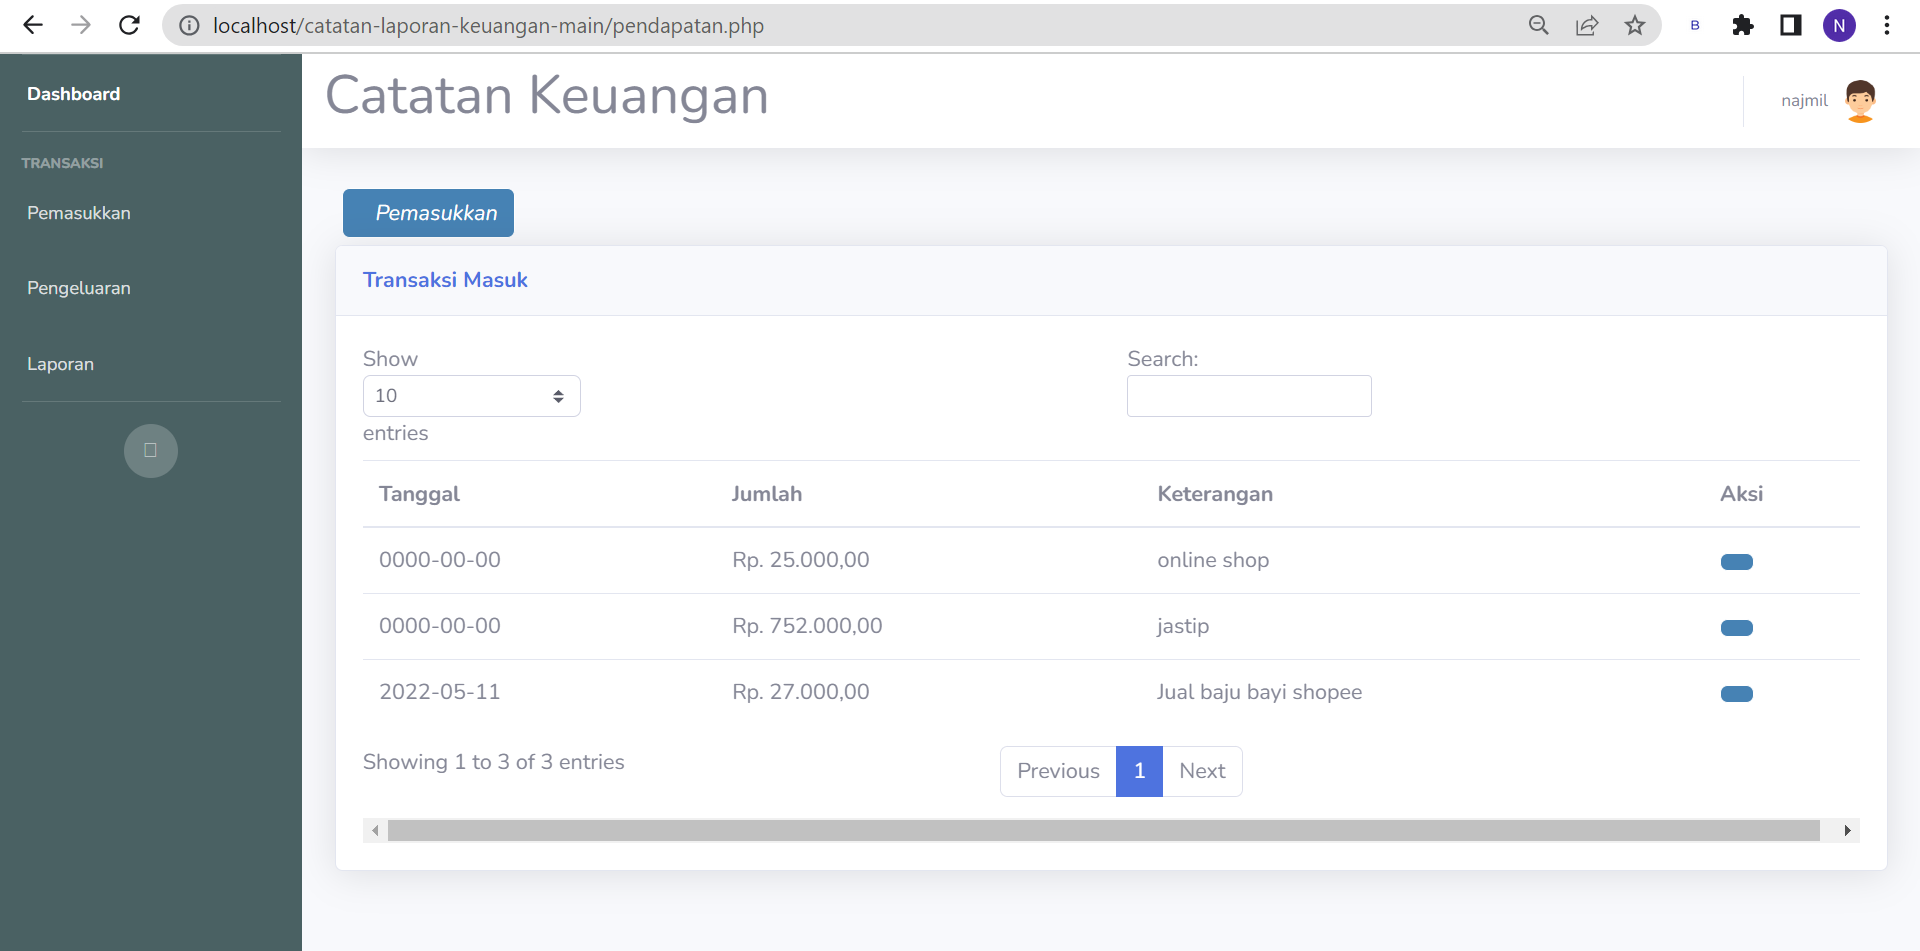 localhost/catatan-laporan-keuangan-main/pendapatan.php
B
N
Dashboard
Catatan Keuangan
najmil
TRANSAKSI
Pemasukkan
Pengeluaran
Laporan
Pemasukkan
Transaksi Masuk
Show
10
entries
Search:
Tanggal Jumlah Keterangan Aksi
0000-00-00 Rp. 25.000,00 online shop
0000-00-00 Rp. 752.000,00 jastip
2022-05-11 Rp. 27.000,00 Jual baju bayi shopee
Showing 1 to 3 of 3 entries
Previous 1 Next